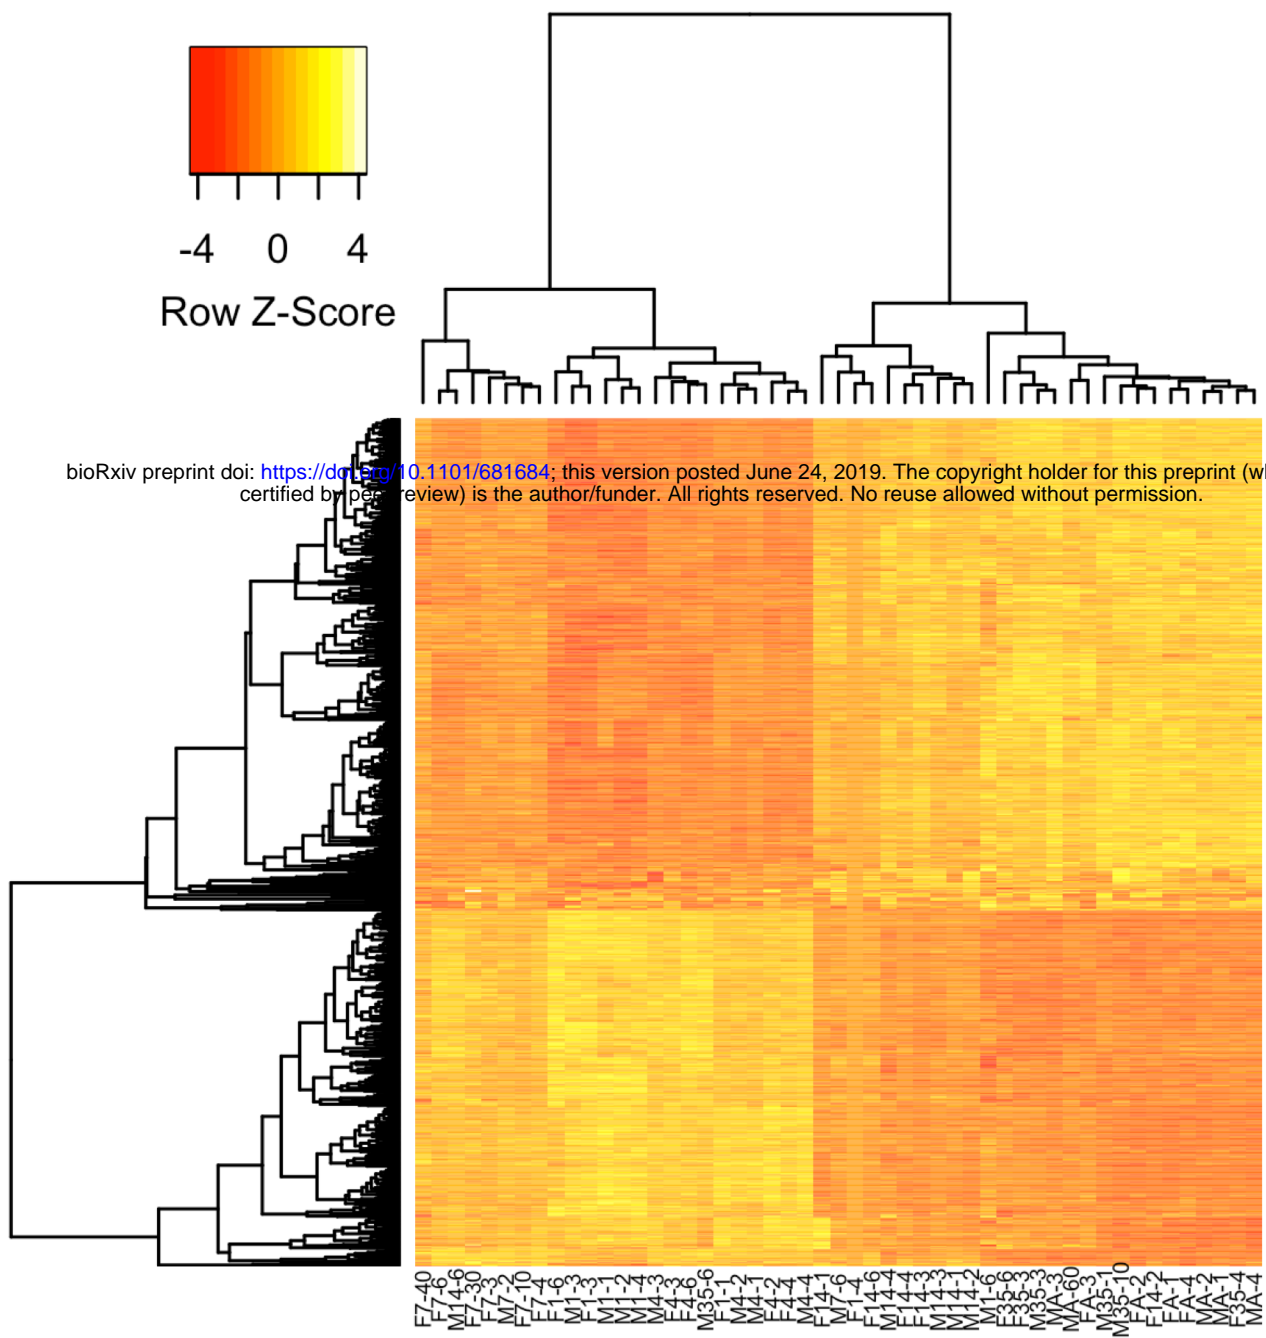 -4 0 4
Row Z-Score
bioRxiv preprint doi: https://doi.org/10.1101/681684; this version posted June 24, 2019. The copyright holder for this preprint (wh
certified by peer review) is the author/funder. All rights reserved. No reuse allowed without permission.
F7-40
F7-6
M14-6
F7-30
F7-3
M7-2
F7-10
F7-4
F1-6
M1-3
F1-3
M1-1
M1-2
M1-4
M4-3
F4-3
F4-6
M35-6
F1-1
M4-2
M4-1
F4-2
F4-4
M4-4
F14-1
M7-6
F1-4
F14-6
M14-4
F14-4
F14-3
M14-3
M14-1
M14-2
M1-6
F35-6
F35-3
M35-3
MA-3
MA-60
FA-3
M35-1
M35-10
FA-2
F14-2
FA-1
FA-4
MA-2
MA-1
F35-4
MA-4